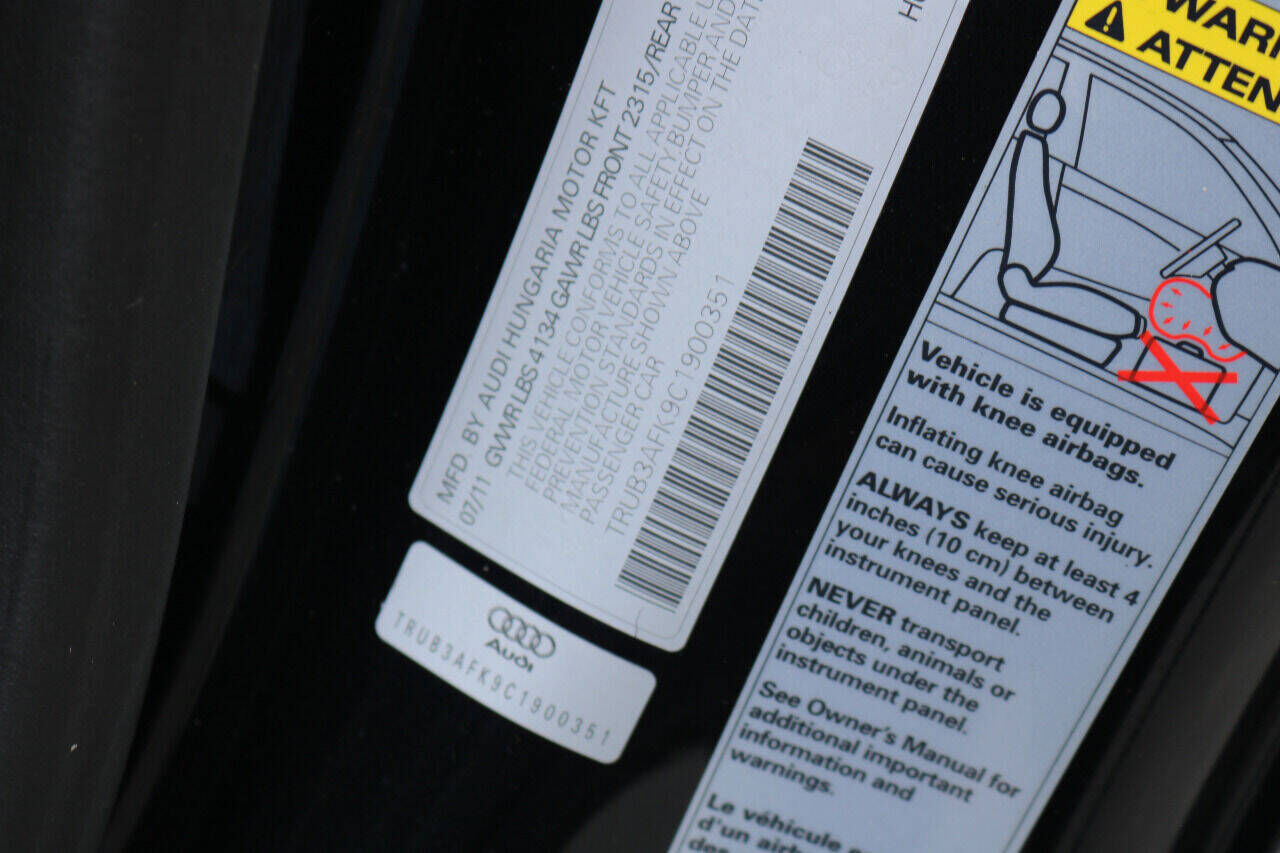 MFD BY AUDI HUNGARIA MOTOR KFT
07/11 GVWR LBS 4134 GAWR LBS FRONT 2315/REAR
THIS VEHICLE CONFORMS TO ALL APPLICABLE
FEDERAL MOTOR VEHICLE SAFETY, BUMPER AND
PREVENTION STANDARDS IN EFFECT ON THE DATE
MANUFACTURE SHOWN ABOVE
PASSENGER CAR
TRUB3AFK9C1900351
Audi
TRUB3AFK9C1900351
Vehicle is equipped
with knee airbags.
Inflating knee airbag
can cause serious injury.
ALWAYS keep at least 4
inches (10 cm) between
your knees and the
instrument panel.
NEVER transport
children, animals or
objects under the
instrument panel.
See Owner's Manual for
additional important
information and
warnings.
Le véhicule
d'un